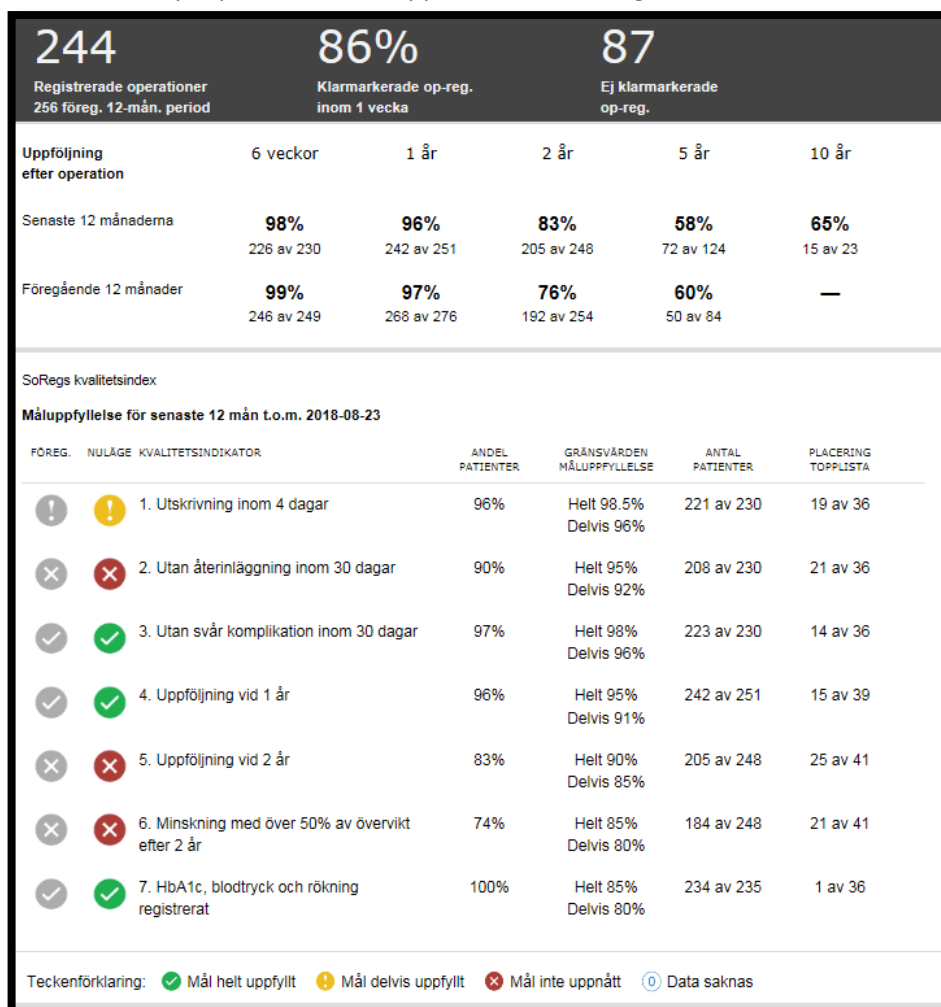 244
86%
87
Registrerade operationer
256 föreg. 12-mån. period
Klarmarkerade op-reg.
inom 1 vecka
Ej klarmarkerade
op-reg.
Uppföljning
efter operation
6 veckor 1 år 2 år 5 år 10 år
Senaste 12 månaderna 98% 96% 83% 58% 65%
226 av 230 242 av 251 205 av 248 72 av 124 15 av 23
Föregående 12 månader 99% 97% 76% 60% —
246 av 249 268 av 276 192 av 254 50 av 84
SoRegs kvalitetsindex
Måluppfyllelse för senaste 12 mån t.o.m. 2018-08-23
FÖREG. NULÄGE KVALITETSINDIKATOR ANDEL PATIENTER GRÄNSVÄRDEN MÅLUPPFYLLELSE ANTAL PATIENTER PLACERING TOPPLISTA
1. Utskrivning inom 4 dagar 96% Helt 98.5% 221 av 230 19 av 36
Delvis 96%
2. Utan återinläggning inom 30 dagar 90% Helt 95% 208 av 230 21 av 36
Delvis 92%
3. Utan svår komplikation inom 30 dagar 97% Helt 98% 223 av 230 14 av 36
Delvis 96%
4. Uppföljning vid 1 år 96% Helt 95% 242 av 251 15 av 39
Delvis 91%
5. Uppföljning vid 2 år 83% Helt 90% 205 av 248 25 av 41
Delvis 85%
6. Minskning med över 50% av övervikt 74% Helt 85% 184 av 248 21 av 41
efter 2 år Delvis 80%
7. HbA1c, blodtryck och rökning 100% Helt 85% 234 av 235 1 av 36
registrerat Delvis 80%
Teckenförklaring: Mål helt uppfyllt Mål delvis uppfyllt Mål inte uppnått 0 Data saknas